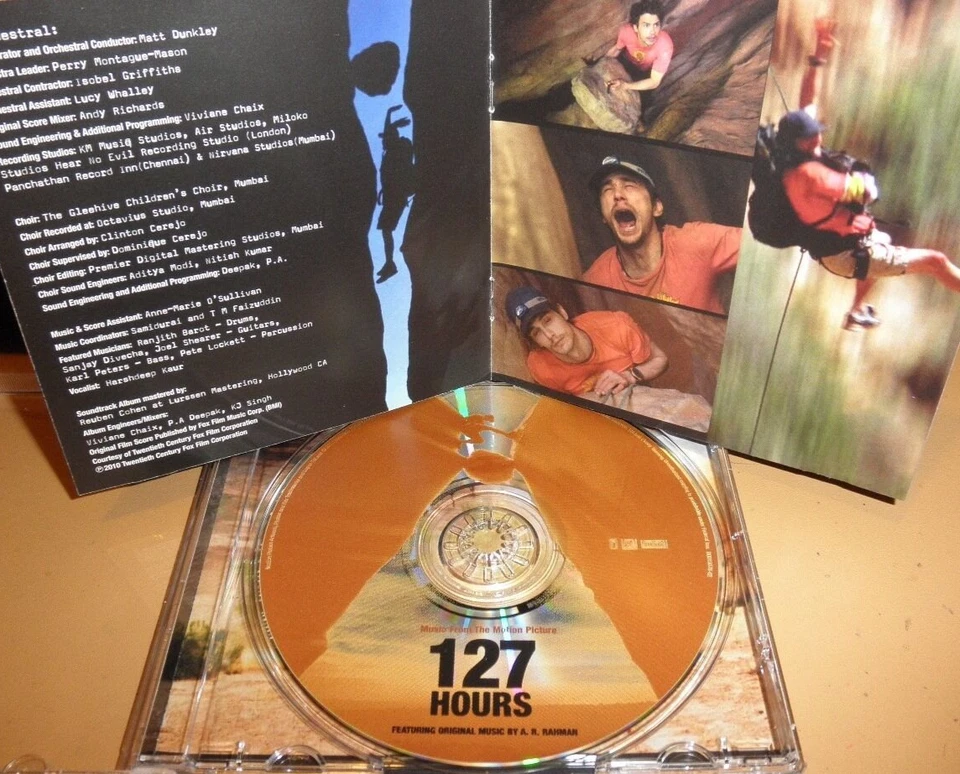 estral:
rator and Orchestral Conductor: Matt Dunkley
stra Leader: Perry Montague-Mason
estral Contractor: Isobel Griffiths
hestral Assistant: Lucy Whalley
ginal Score Mixer: Andy Richards
ound Engineering & Additional Programming: Viviane Chaix
Recording Studios: KM Musiq Studios, Air Studios, Miloko
Studios Hear No Evil Recording Studio (London)
Panchathan Record Inn(Chennai) & Nirvana Studios(Mumbai)
Choir: The Gleehive Children's Choir, Mumbai
Choir Recorded at: Octavius Studio, Mumbai
Choir Arranged by: Clinton Cerejo
Choir Supervised by: Dominique Cerejo
Choir Editing: Premier Digital Mastering Studios, Mumbai
Choir Sound Engineers: Aditya Modi, Nitish Kumar
Sound Engineering and Additional Programming: Deepak, P.A.
Music & Score Assistant: Anne-Marie O'Sullivan
Music Coordinators: Samidurai and T M Faizuddin
Featured Musicians: Ranjith Barot - Drums,
Sanjay Divecha, Joel Shearer - Guitars,
Karl Peters - Bass, Pete Lockett - Percussion
Vocalist: Harshdeep Kaur
Soundtrack Album mastered by:
Reuben Cohen at Lurssen Mastering, Hollywood CA
Album Engineers/Mixers:
Viviane Chaix, P.A Deepak, KJ Singh
Original Film Score Published by Fox Film Music Corp. (BMI)
Courtesy of Twentieth Century Fox Film Corporation
℗2010 Twentieth Century Fox Film Corporation
Music From The Motion Picture
127
HOURS
FEATURING ORIGINAL MUSIC BY A. R. RAHMAN